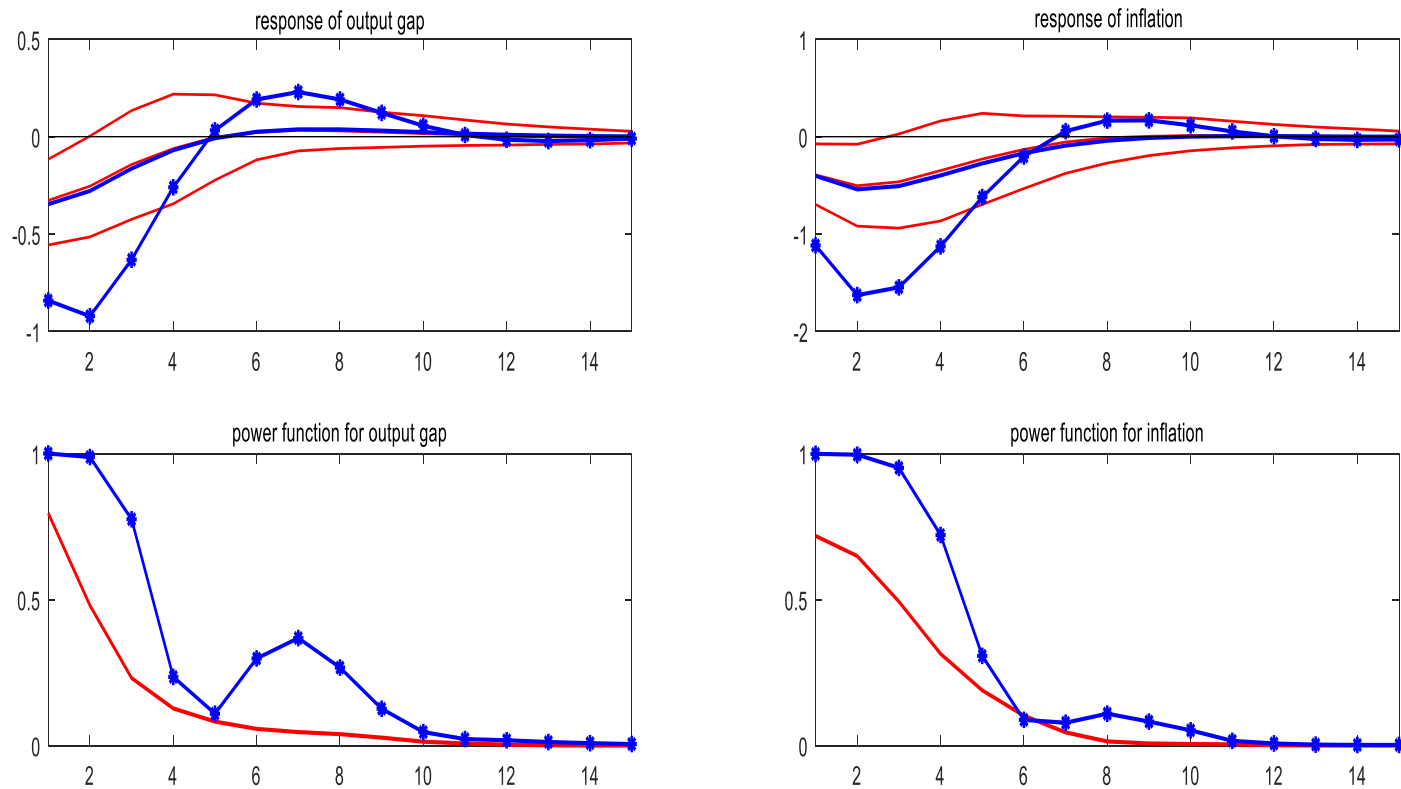 response of output gap
0.5
0
-0.5
-1
2 4 6 8 10 12 14
response of inflation
1
0
-1
-2
2 4 6 8 10 12 14
power function for output gap
1
0.5
0
2 4 6 8 10 12 14
power function for inflation
1
0.5
0
2 4 6 8 10 12 14